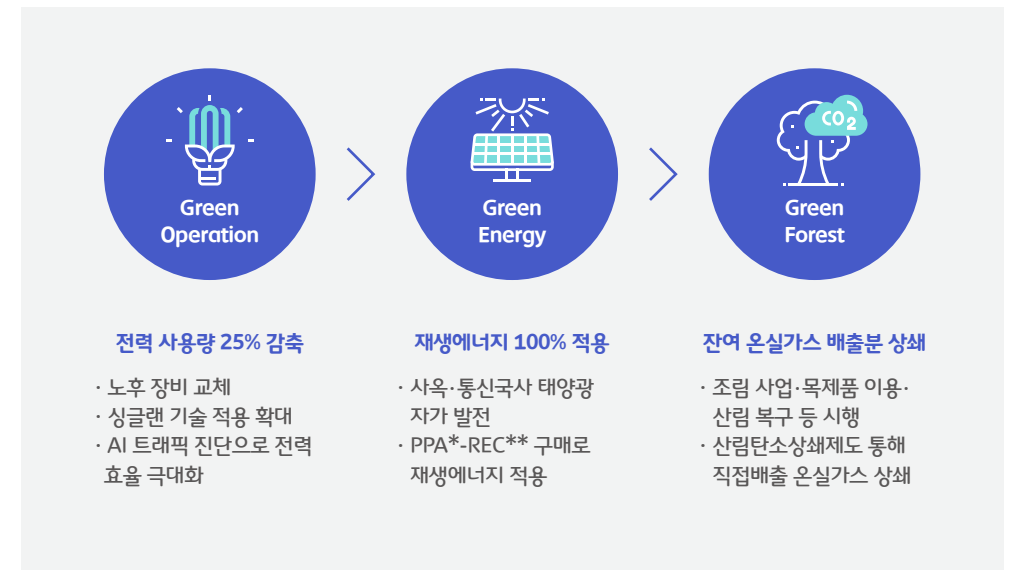 Green
Operation
Green
Energy
CO2
Green
Forest
전력 사용량 25% 감축
· 노후 장비 교체
· 싱글랜 기술 적용 확대
· AI 트래픽 진단으로 전력
효율 극대화
재생에너지 100% 적용
· 사옥·통신국사 태양광
자가 발전
· PPA*-REC** 구매로
재생에너지 적용
잔여 온실가스 배출분 상쇄
· 조림 사업·목제품 이용·
산림 복구 등 시행
· 산림탄소상쇄제도 통해
직접배출 온실가스 상쇄